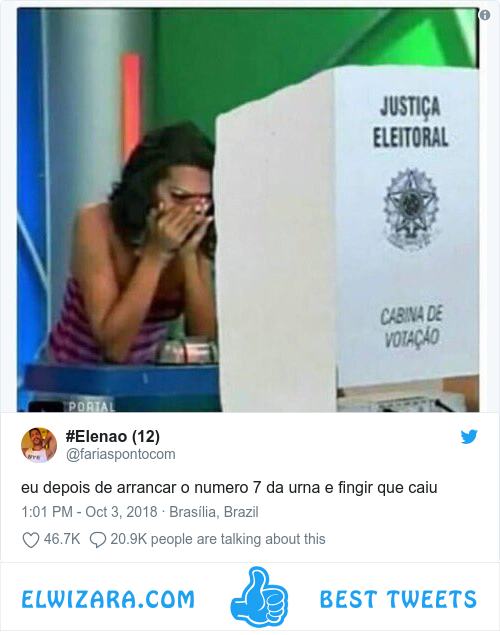 JUSTIÇA
ELEITORAL
CABINA DE
VOTAÇÃO
PORTAL
#Elenao (12)
@fariaspontocom
eu depois de arrancar o numero 7 da urna e fingir que caiu
1:01 PM - Oct 3, 2018 · Brasília, Brazil
46.7K 20.9K people are talking about this
ELWIZARA.COM BEST TWEETS